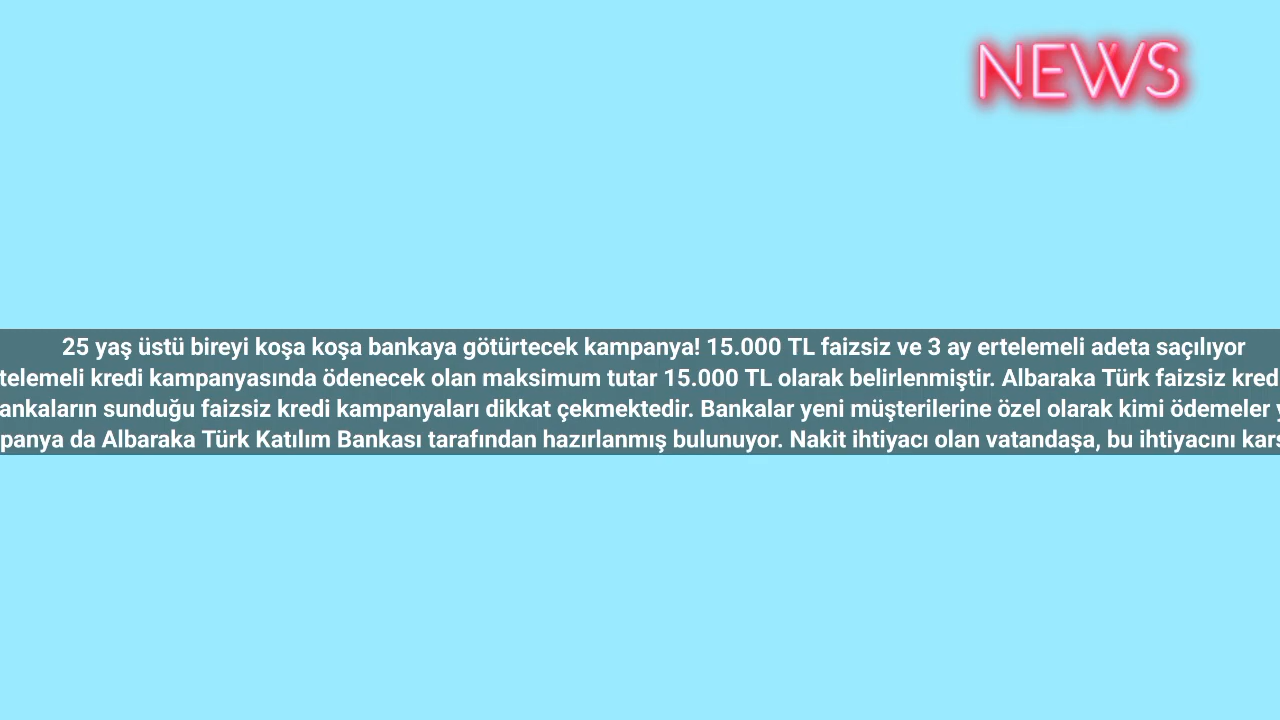 NEWS
25 yaş üstü bireyi koşa koşa bankaya götürtecek kampanya! 15.000 TL faizsiz ve 3 ay ertelemeli adeta saçılıyor
telemeli kredi kampanyasında ödenecek olan maksimum tutar 15.000 TL olarak belirlenmiştir. Albaraka Türk faizsiz kred
ankaların sunduğu faizsiz kredi kampanyaları dikkat çekmektedir. Bankalar yeni müşterilerine özel olarak kimi ödemeler y
panya da Albaraka Türk Katılım Bankası tarafından hazırlanmış bulunuyor. Nakit ihtiyacı olan vatandaşa, bu ihtiyacını karş